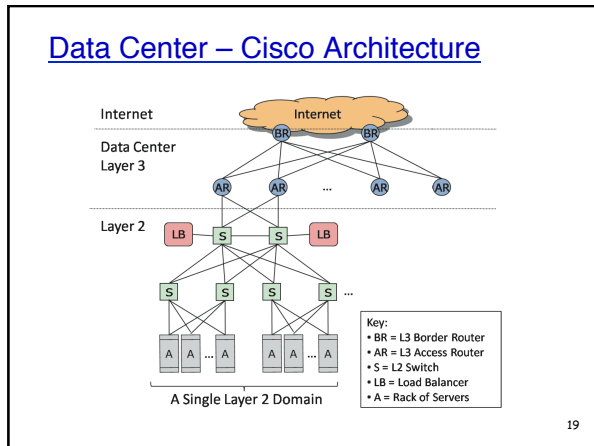 Data Center – Cisco Architecture
Internet
Internet
BR
BR
Data Center
Layer 3
AR
AR
...
AR
AR
Layer 2
LB
S
S
LB
S
S
S
S
...
A
A
...
A
A
A
...
A
Key:
• BR = L3 Border Router
• AR = L3 Access Router
• S = L2 Switch
• LB = Load Balancer
• A = Rack of Servers
A Single Layer 2 Domain
19